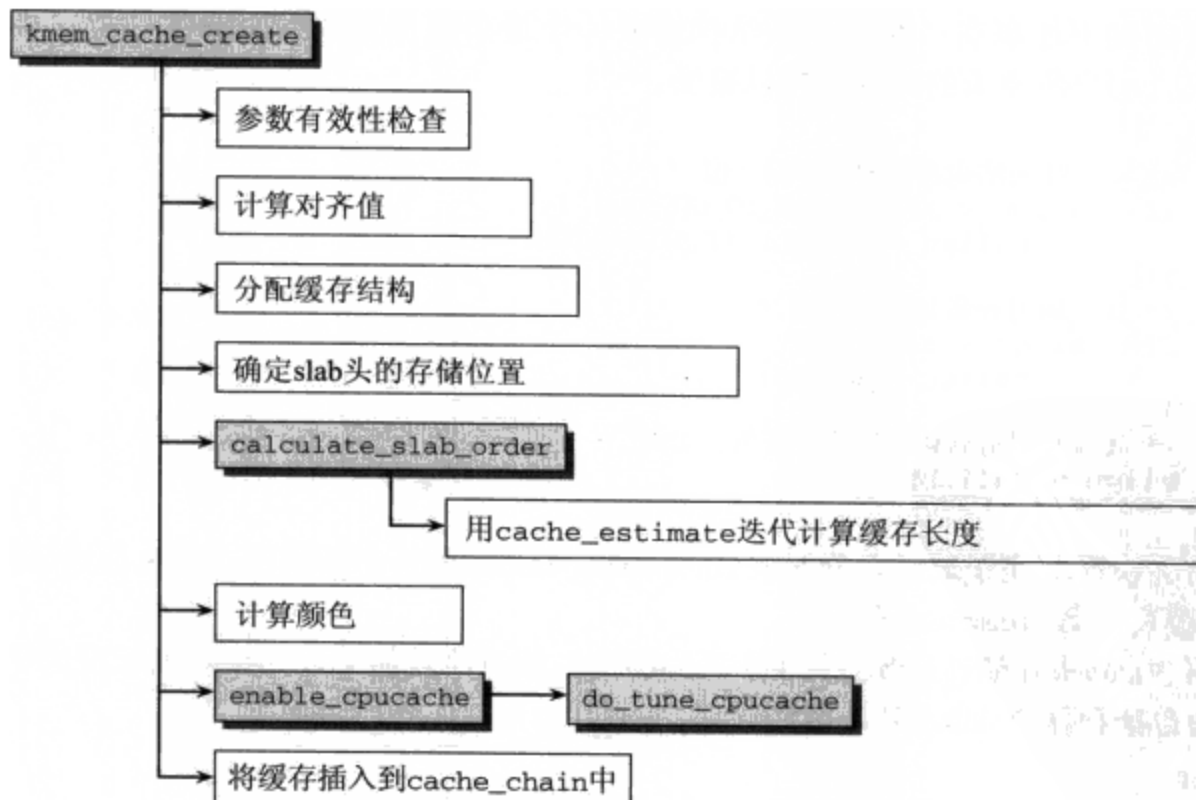 kmem_cache_create
参数有效性检查
计算对齐值
分配缓存结构
确定slab头的存储位置
calculate_slab_order
用cache_estimate迭代计算缓存长度
计算颜色
enable_cpucache
do_tune_cpucache
将缓存插入到cache_chain中